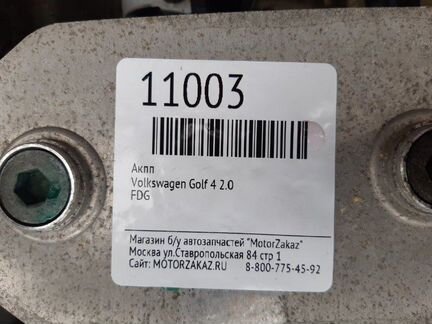 11003
Акпп
Volkswagen Golf 4 2.0
FDG
Магазин б/у автозапчастей "MotorZakaz"
Москва ул.Ставропольская 84 стр 1
Сайт: MOTORZAKAZ.RU 8-800-775-45-92